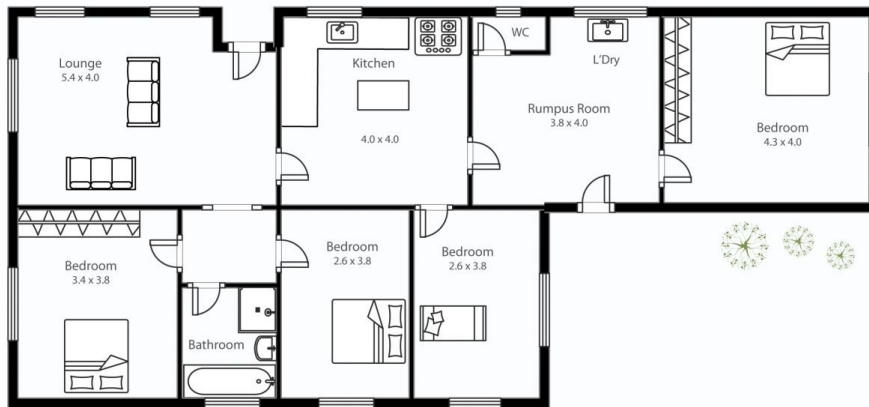 Lounge
5.4 x 4.0
Kitchen
4.0 x 4.0
WC
L'Dry
Rumpus Room
3.8 x 4.0
Bedroom
4.3 x 4.0
Bedroom
3.4 x 3.8
Bathroom
Bedroom
2.6 x 3.8
Bedroom
2.6 x 3.8